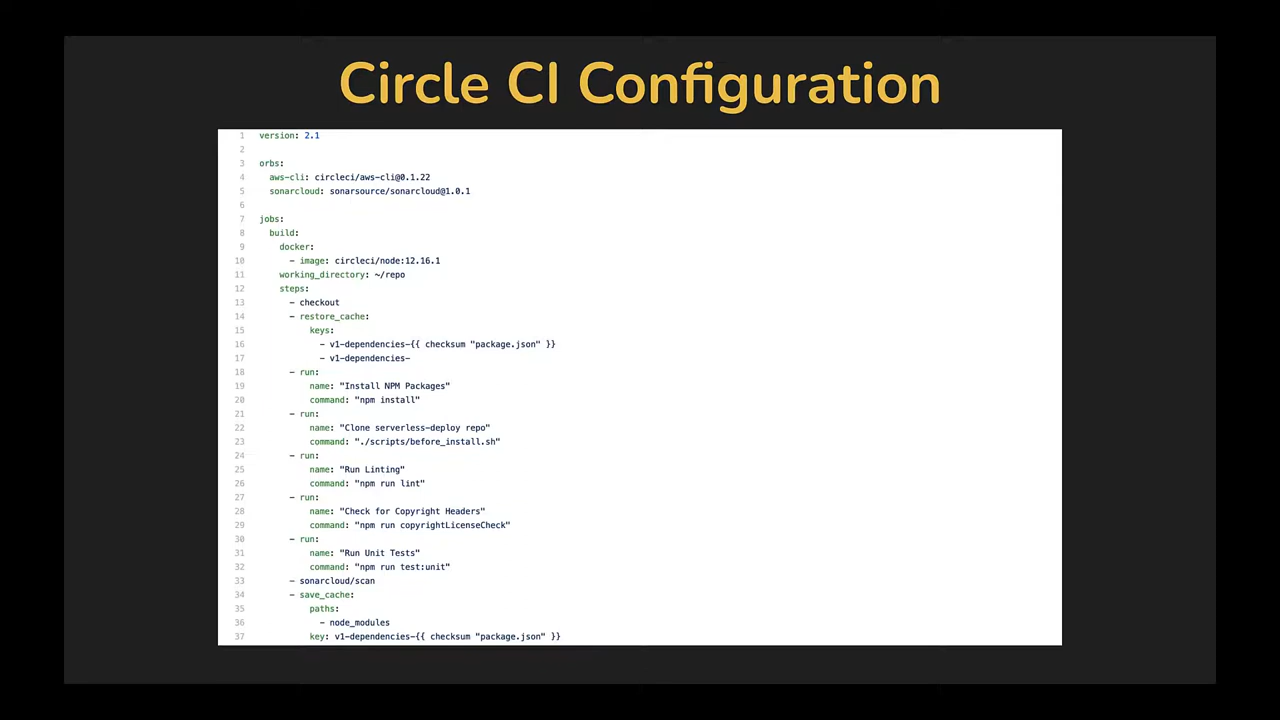 Circle CI Configuration
1 version: 2.1
2
3 orbs:
4 aws-cli: circleci/aws-cli@0.1.22
5 sonarcloud: sonarsource/sonarcloud@1.0.1
6
7 jobs:
8 build:
9 docker:
10 - image: circleci/node:12.16.1
11 working_directory: ~/repo
12 steps:
13 - checkout
14 - restore_cache:
15 keys:
16 - v1-dependencies-{{ checksum "package.json" }}
17 - v1-dependencies-
18 - run:
19 name: "Install NPM Packages"
20 command: "npm install"
21 - run:
22 name: "Clone serverless-deploy repo"
23 command: "./scripts/before_install.sh"
24 - run:
25 name: "Run Linting"
26 command: "npm run lint"
27 - run:
28 name: "Check for Copyright Headers"
29 command: "npm run copyrightLicenseCheck"
30 - run:
31 name: "Run Unit Tests"
32 command: "npm run test:unit"
33 - sonarcloud/scan
34 - save_cache:
35 paths:
36 - node_modules
37 key: v1-dependencies-{{ checksum "package.json" }}